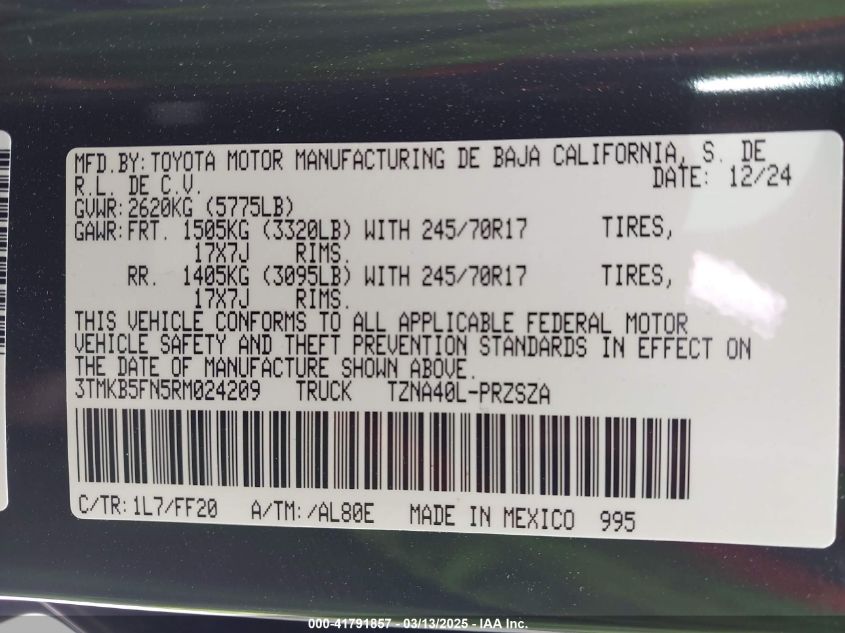 MFD.BY: TOYOTA MOTOR MANUFACTURING DE BAJA CALIFORNIA, S. DE
R.L. DE C.V. DATE: 12/24
GVWR: 2620KG (5775LB)
GAWR: FRT. 1505KG (3320LB) WITH 245/70R17 TIRES,
17X7J RIMS.
RR. 1405KG (3095LB) WITH 245/70R17 TIRES,
17X7J RIMS.
THIS VEHICLE CONFORMS TO ALL APPLICABLE FEDERAL MOTOR
VEHICLE SAFETY AND THEFT PREVENTION STANDARDS IN EFFECT ON
THE DATE OF MANUFACTURE SHOWN ABOVE.
3TMKB5FN5RM024209 TRUCK TZNA40L-PRZSZA
C/TR: 1L7/FF20 A/TM: /AL80E MADE IN MEXICO 995
000-41791857 - 03/13/2025 - IAA Inc.